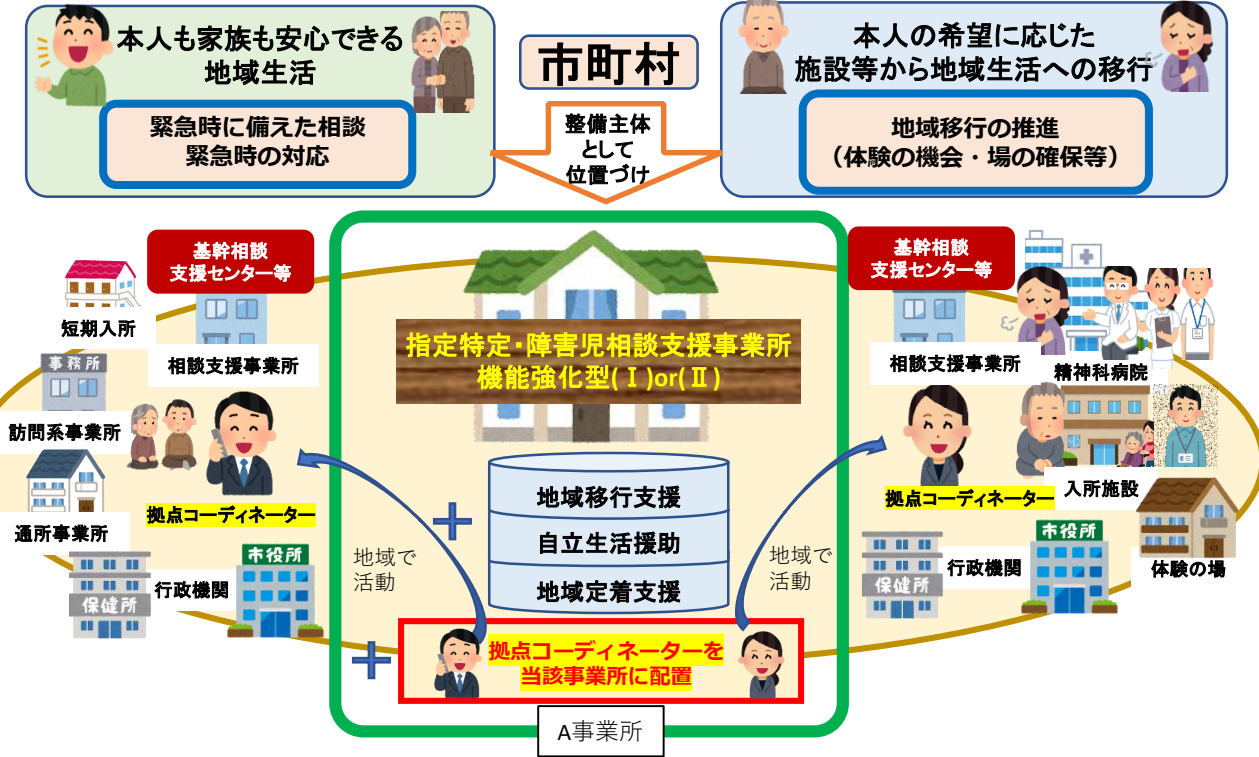 本人も家族も安心できる
地域生活
緊急時に備えた相談
緊急時の対応
市町村
整備主体
として
位置づけ
本人の希望に応じた
施設等から地域生活への移行
地域移行の推進
（体験の機会・場の確保等）
基幹相談
支援センター等
短期入所
相談支援事業所
事務所
訪問系事業所
通所事業所
拠点コーディネーター
保健所
行政機関
市役所
地域で
活動
指定特定・障害児相談支援事業所
機能強化型(Ⅰ)or(Ⅱ)
地域移行支援
自立生活援助
地域定着支援
拠点コーディネーターを
当該事業所に配置
A事業所
地域で
活動
基幹相談
支援センター等
相談支援事業所
精神科病院
拠点コーディネーター
入所施設
体験の場
保健所
行政機関
市役所